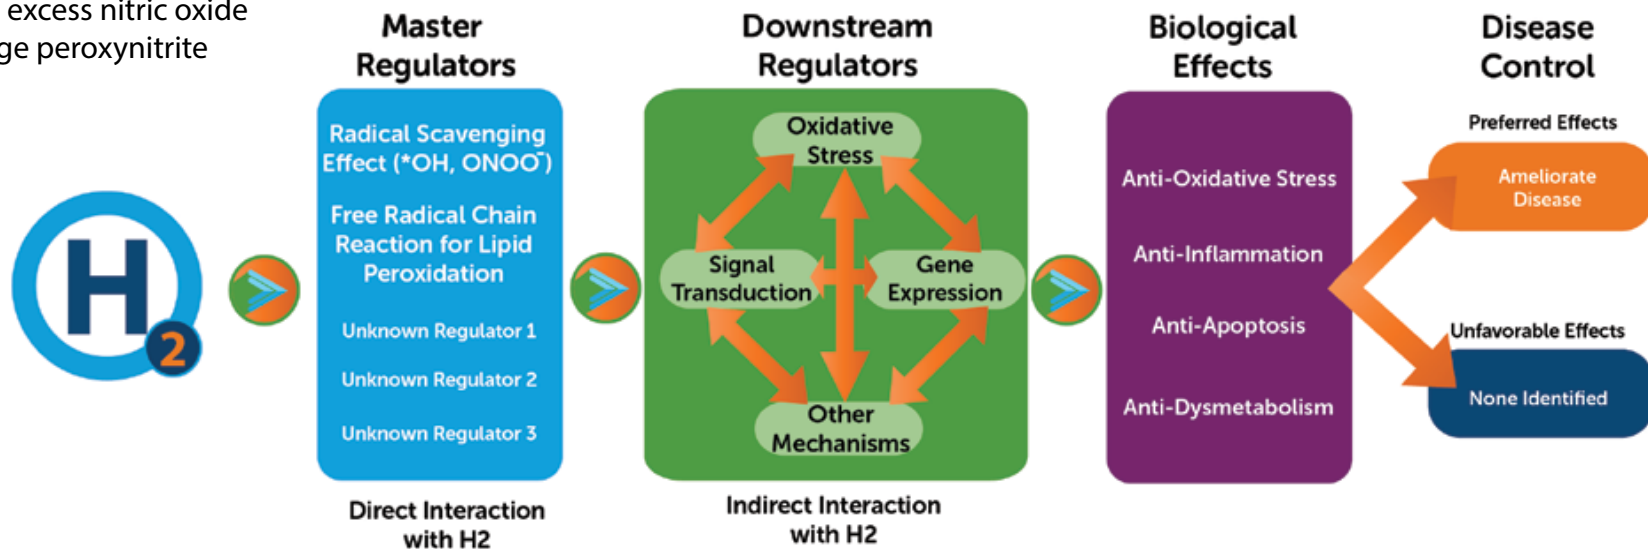 excess nitric oxide
ge peroxynitrite
Master
Regulators
Radical Scavenging
Effect (*OH, ONOO⁻)
Free Radical Chain
Reaction for Lipid
Peroxidation
Unknown Regulator 1
Unknown Regulator 2
Unknown Regulator 3
Direct Interaction
with H2
Downstream
Regulators
Oxidative
Stress
Signal
Transduction
Gene
Expression
Other
Mechanisms
Indirect Interaction
with H2
Biological
Effects
Anti-Oxidative Stress
Anti-Inflammation
Anti-Apoptosis
Anti-Dysmetabolism
Disease
Control
Preferred Effects
Ameliorate
Disease
Unfavorable Effects
None Identified
H2